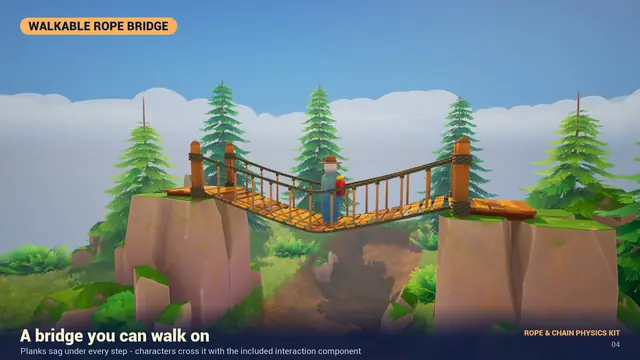 WALKABLE ROPE BRIDGE
A bridge you can walk on
Planks sag under every step - characters cross it with the included interaction component
ROPE & CHAIN PHYSICS KIT
04